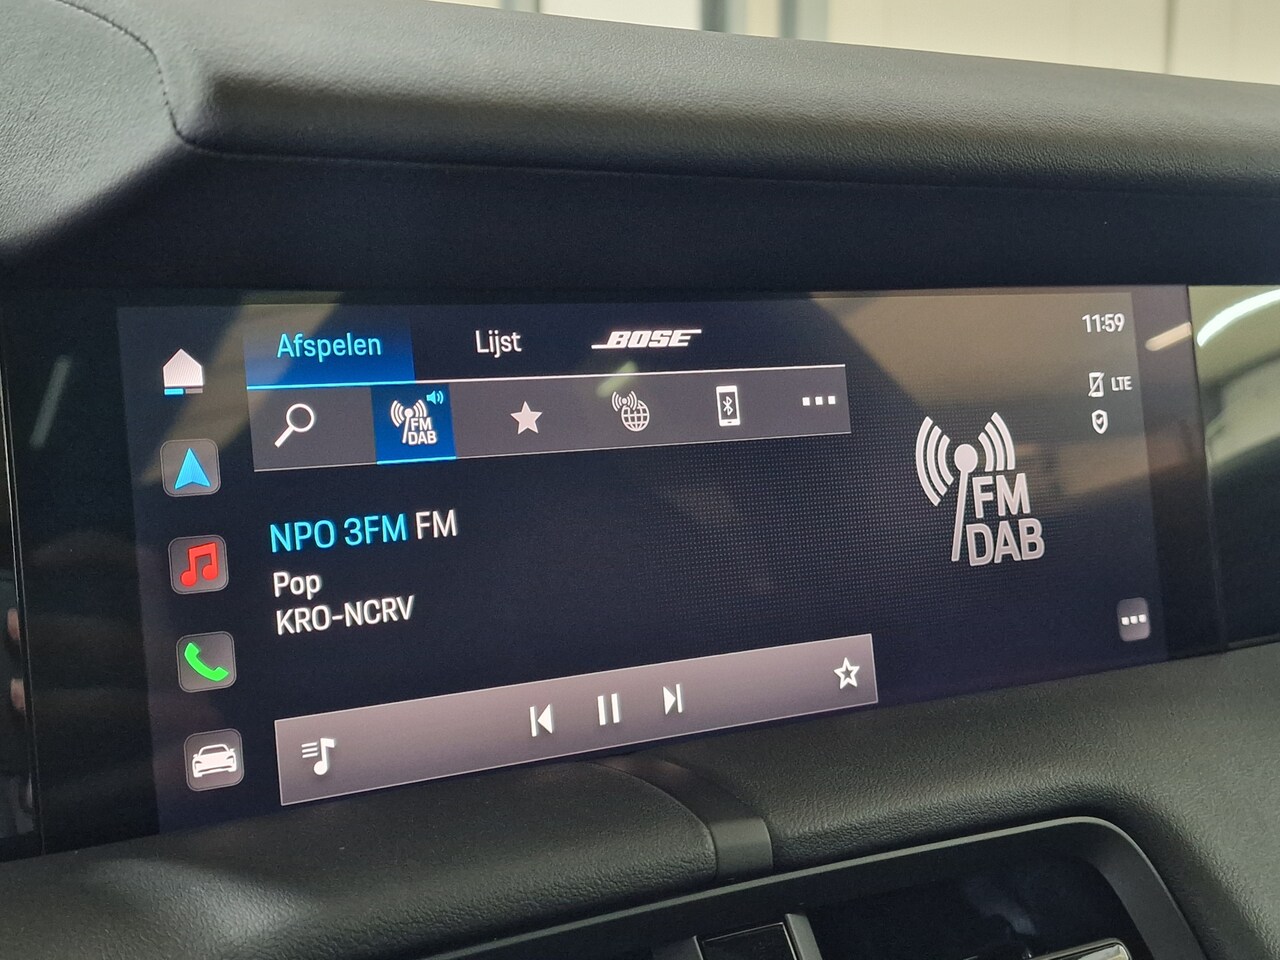 Afspelen Lijst BOSE 11:59
LTE
FM
DAB
NPO 3FM FM
Pop
KRO-NCRV
FM
DAB